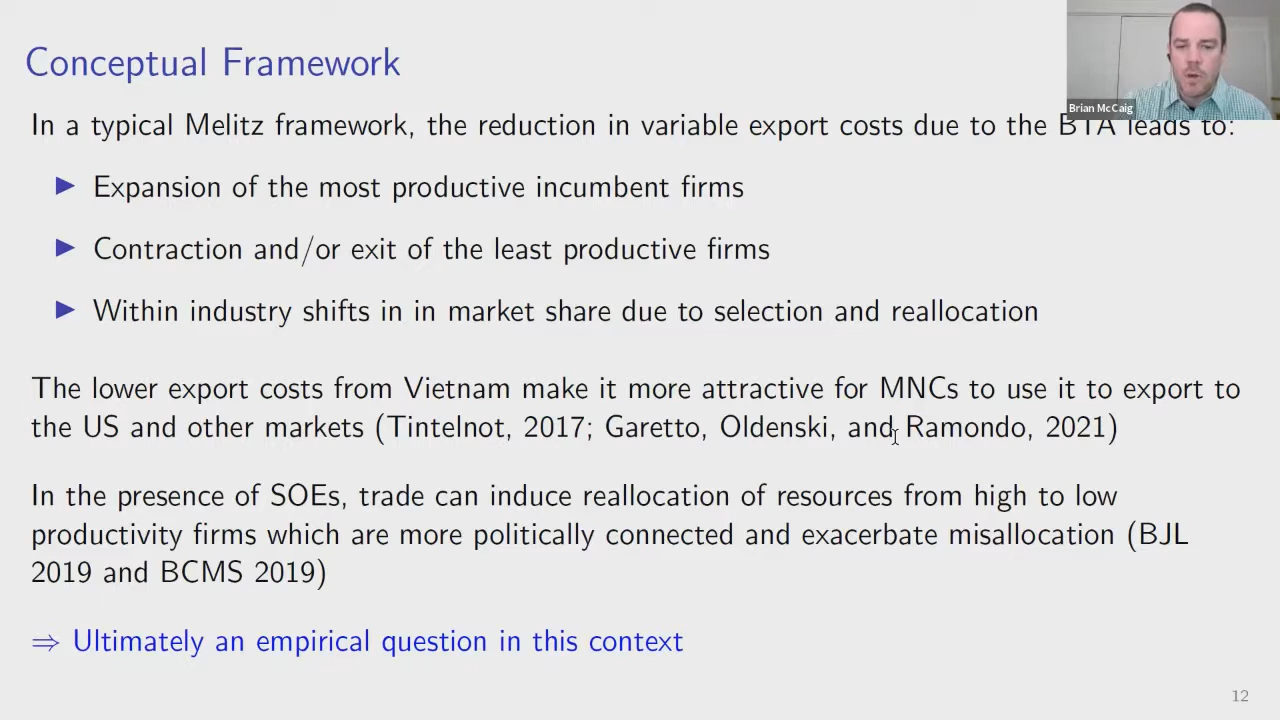 Conceptual Framework
Brian McCaig
In a typical Melitz framework, the reduction in variable export costs due to the BTA leads to:
▶ Expansion of the most productive incumbent firms
▶ Contraction and/or exit of the least productive firms
▶ Within industry shifts in in market share due to selection and reallocation
The lower export costs from Vietnam make it more attractive for MNCs to use it to export to
the US and other markets (Tintelnot, 2017; Garetto, Oldenski, and Ramondo, 2021)
In the presence of SOEs, trade can induce reallocation of resources from high to low
productivity firms which are more politically connected and exacerbate misallocation (BJL
2019 and BCMS 2019)
⇒ Ultimately an empirical question in this context
12